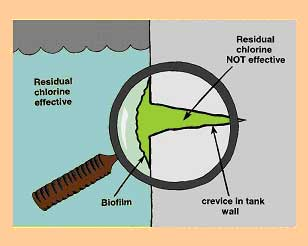 Residual
chlorine
NOT effective
Residual
chlorine
effective
Biofilm
crevice in tank
wall